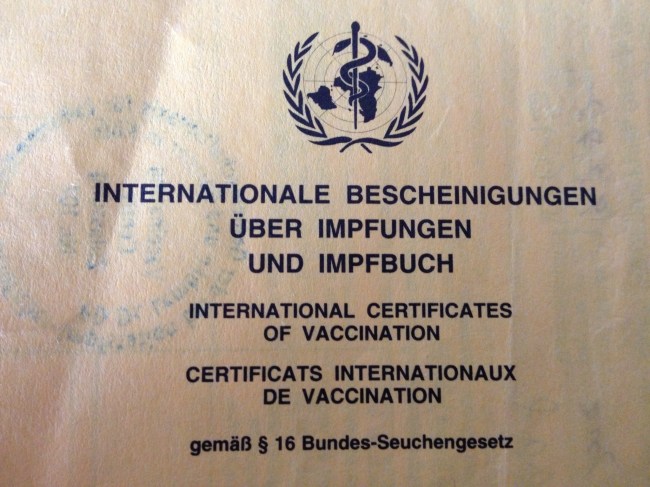 INTERNATIONALE BESCHEINIGUNGEN
ÜBER IMPFUNGEN
UND IMPFBUCH
INTERNATIONAL CERTIFICATES
OF VACCINATION
CERTIFICATS INTERNATIONAUX
DE VACCINATION
gemäß § 16 Bundes-Seuchengesetz